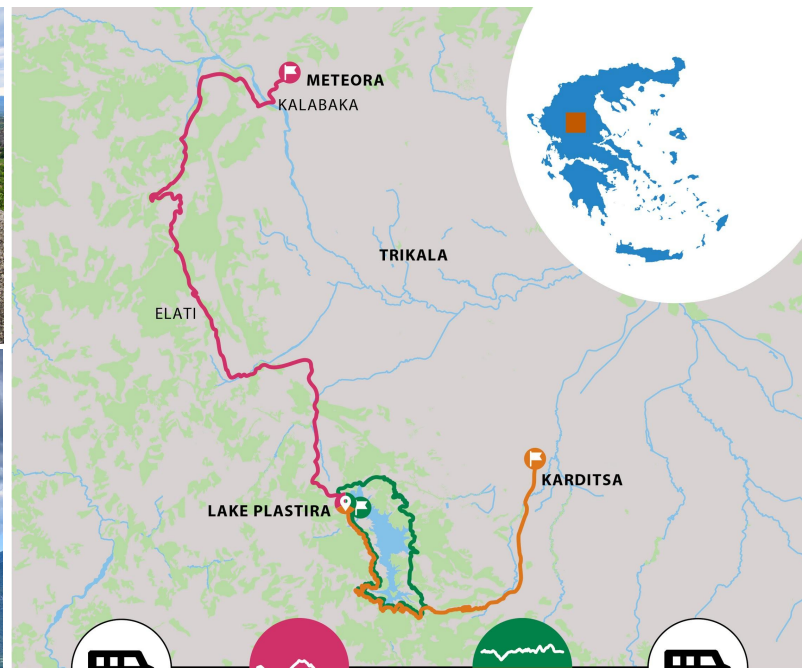 METEORA
KALABAKA
TRIKALA
ELATI
LAKE PLASTIRA
KARDITSA